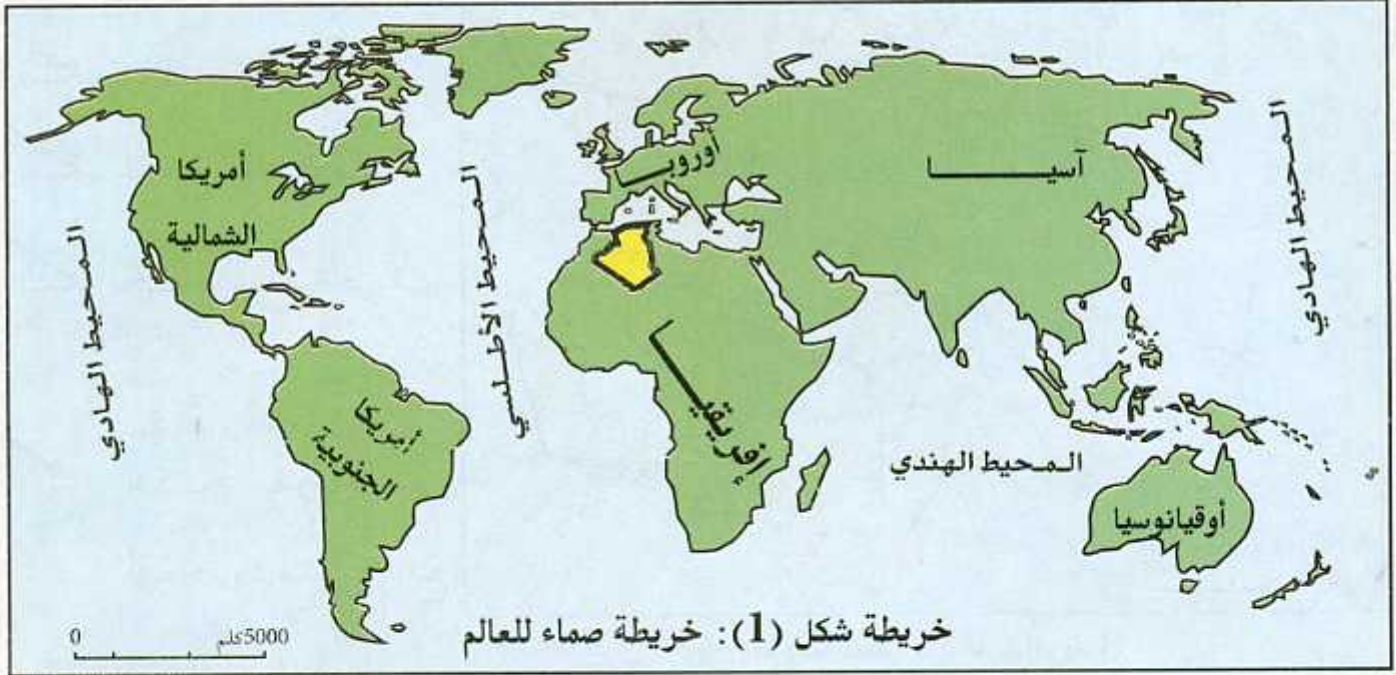 أمريكا
الشمالية
المحيط الأطلسي
أوروبا
آسيا
المحيط الهادي
المحيط الهادي
إفريقيا
أمريكا
الجنوبية
المحيط الهندي
أوقيانوسيا
خريطة شكل (1): خريطة صماء للعالم
0 5000كلم